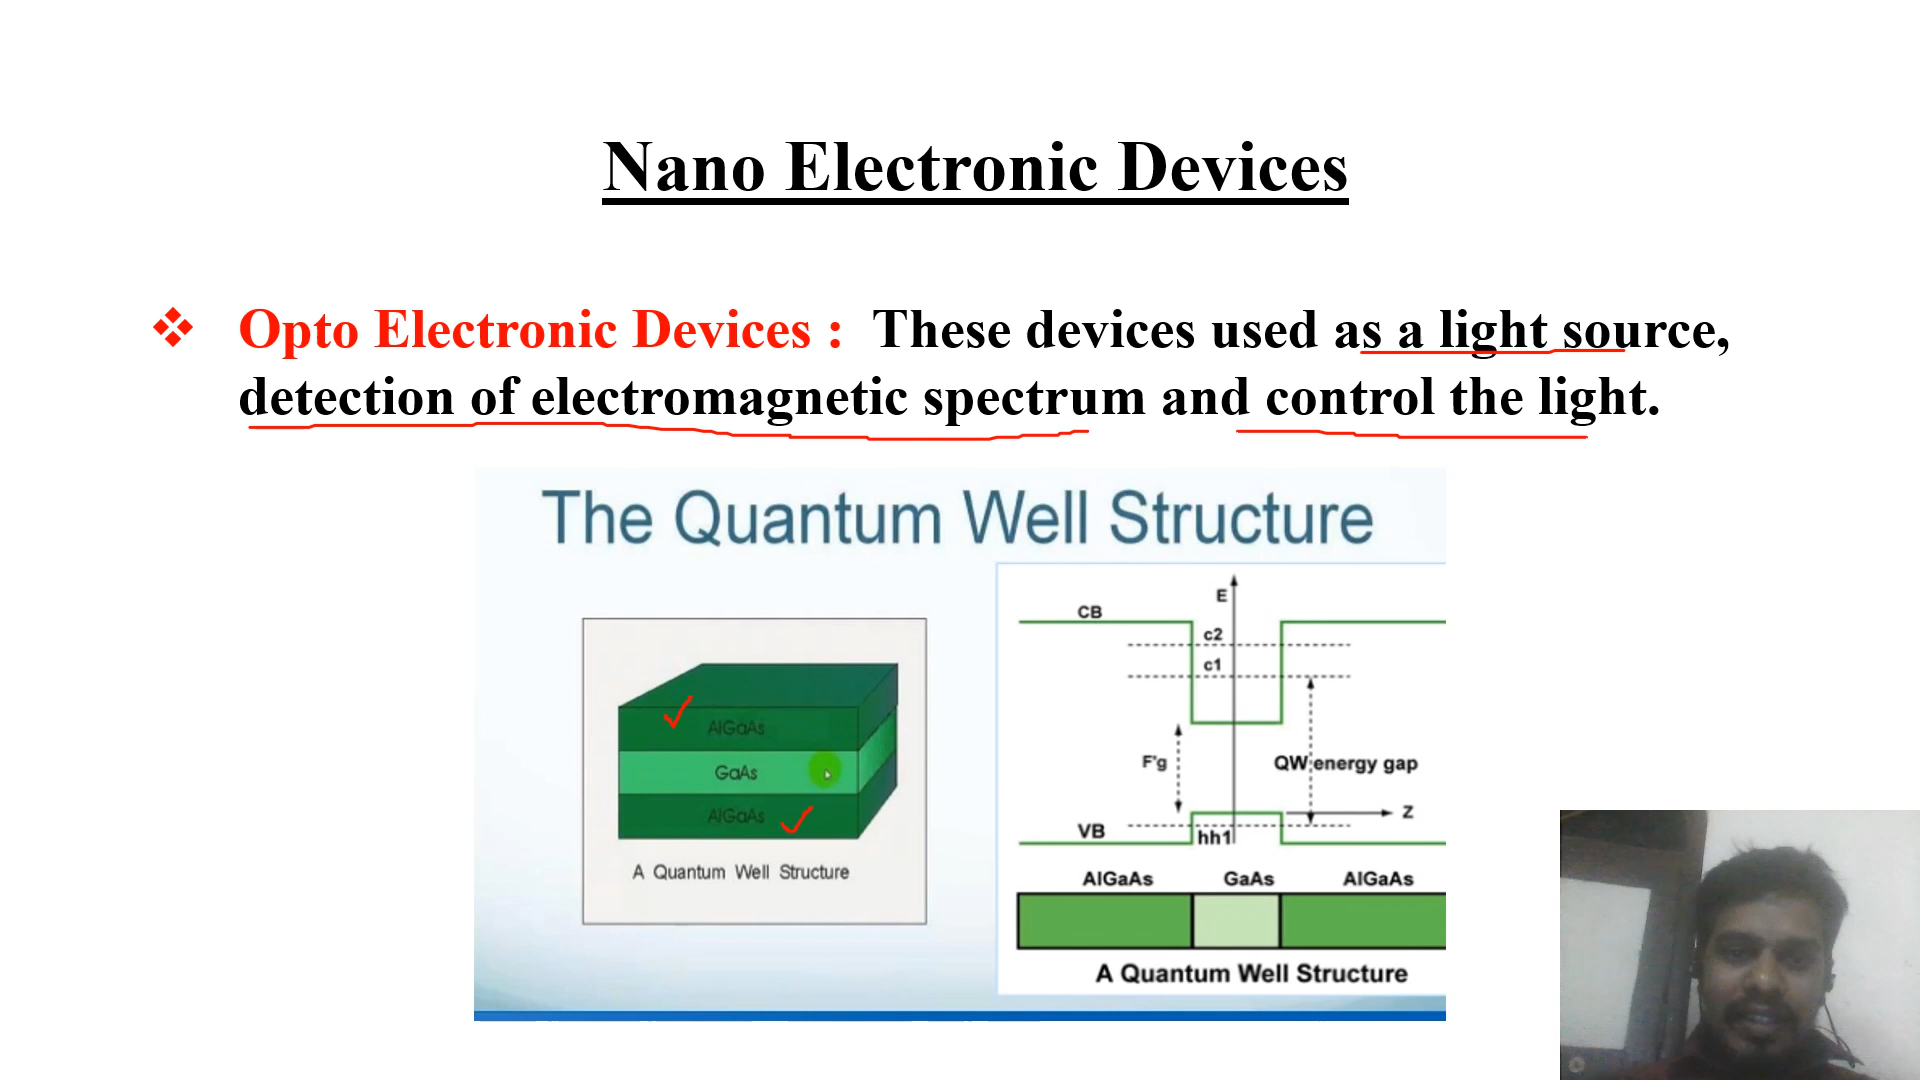 Nano Electronic Devices
❖ Opto Electronic Devices : These devices used as a light source,
detection of electromagnetic spectrum and control the light.
The Quantum Well Structure
AlGaAs
GaAs
AlGaAs
A Quantum Well Structure
E
CB
c2
c1
F'g
QW energy gap
Z
VB
hh1
AlGaAs GaAs AlGaAs
A Quantum Well Structure